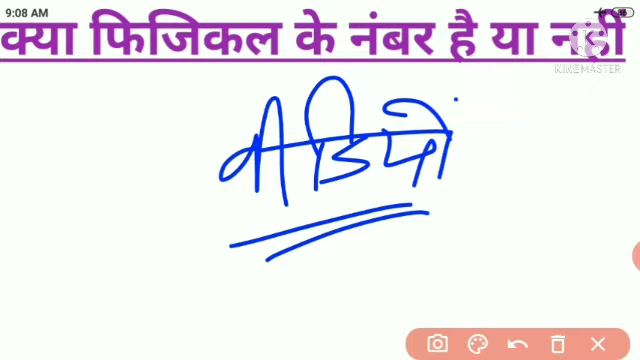 9:08 AM
क्या फिजिकल के नंबर है या नहीं
KINEMASTER
वीडियो